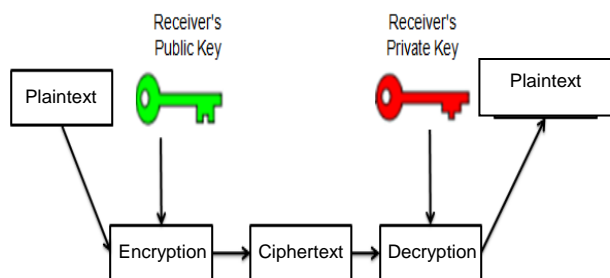 Receiver's
Public Key
Receiver's
Private Key
Plaintext
Plaintext
Encryption
Ciphertext
Decryption